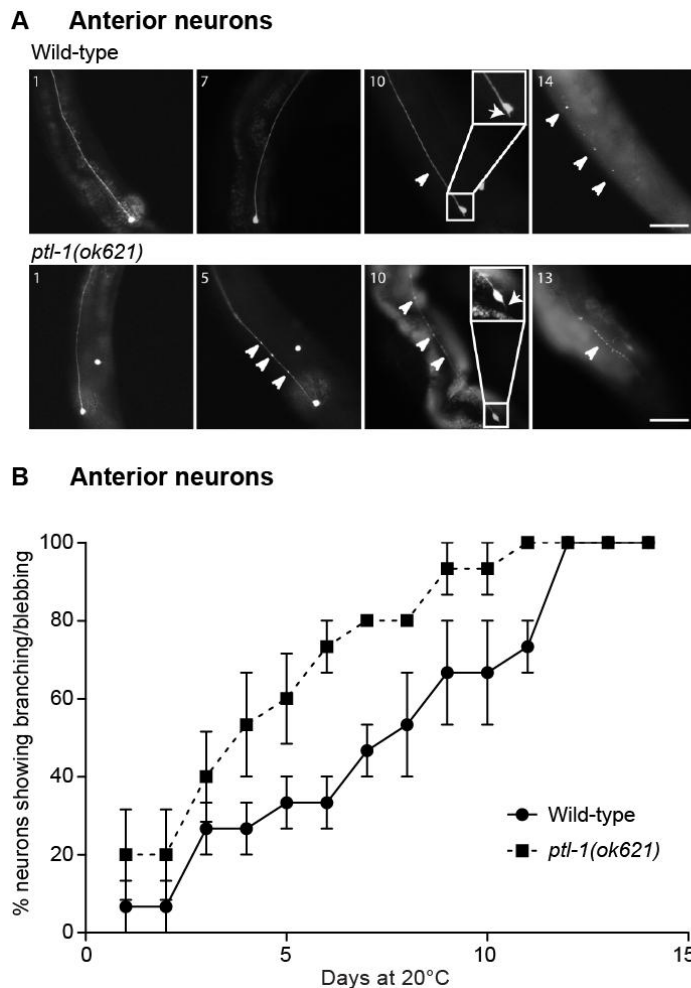 A Anterior neurons
Wild-type
1 7 10 14
ptl-1(ok621)
1 5 10 13
B Anterior neurons
% neurons showing branching/blebbing
100
80
60
40
20
0
Wild-type
ptl-1(ok621)
0 5 10 15
Days at 20°C